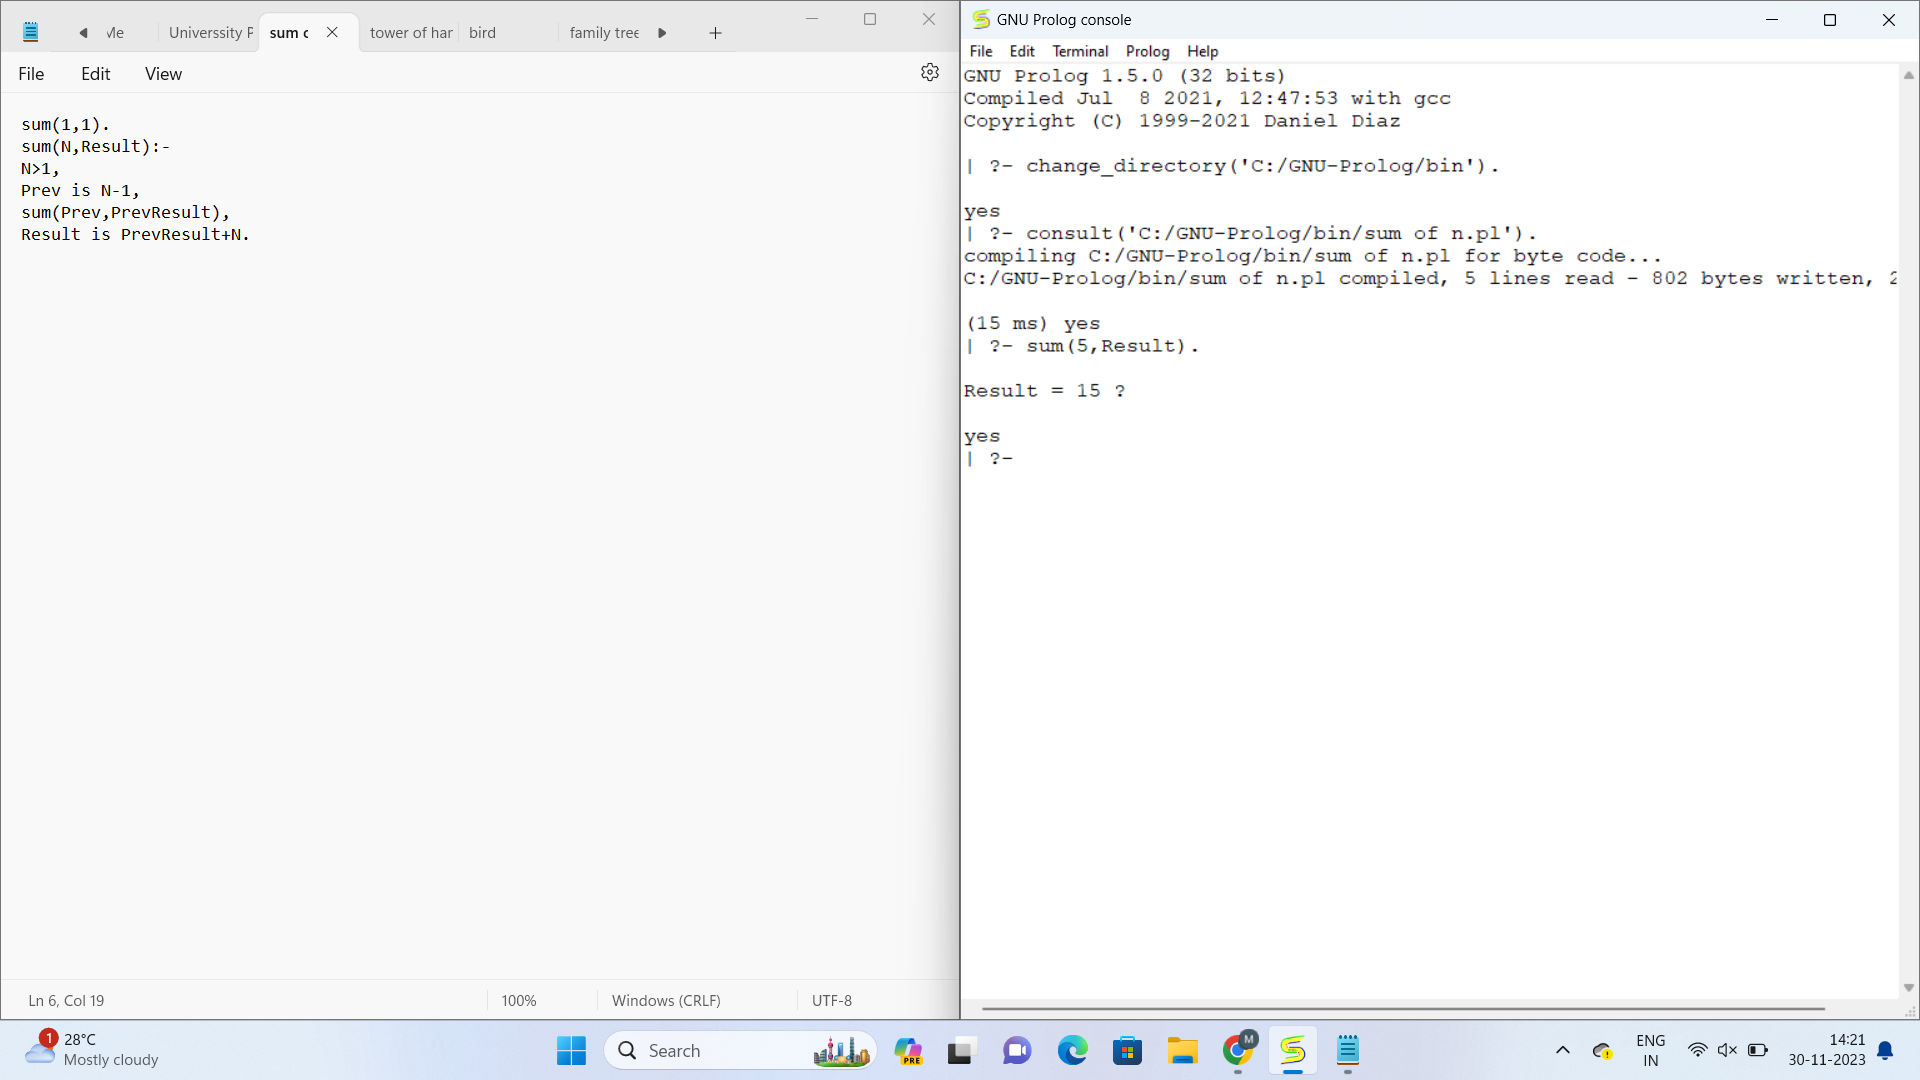 Me
Universsity P
sum c
tower of har
bird
family tree
File
Edit
View
sum(1,1).
sum(N,Result):-
N>1,
Prev is N-1,
sum(Prev,PrevResult),
Result is PrevResult+N.
Ln 6, Col 19
100%
Windows (CRLF)
UTF-8
GNU Prolog console
File Edit Terminal Prolog Help
GNU Prolog 1.5.0 (32 bits)
Compiled Jul  8 2021, 12:47:53 with gcc
Copyright (C) 1999-2021 Daniel Diaz
| ?- change_directory('C:/GNU-Prolog/bin').
yes
| ?- consult('C:/GNU-Prolog/bin/sum of n.pl').
compiling C:/GNU-Prolog/bin/sum of n.pl for byte code...
C:/GNU-Prolog/bin/sum of n.pl compiled, 5 lines read - 802 bytes written, 2
(15 ms) yes
| ?- sum(5,Result).
Result = 15 ?
yes
| ?-
1
28°C
Mostly cloudy
Search
PRE
M
ENG
IN
14:21
30-11-2023